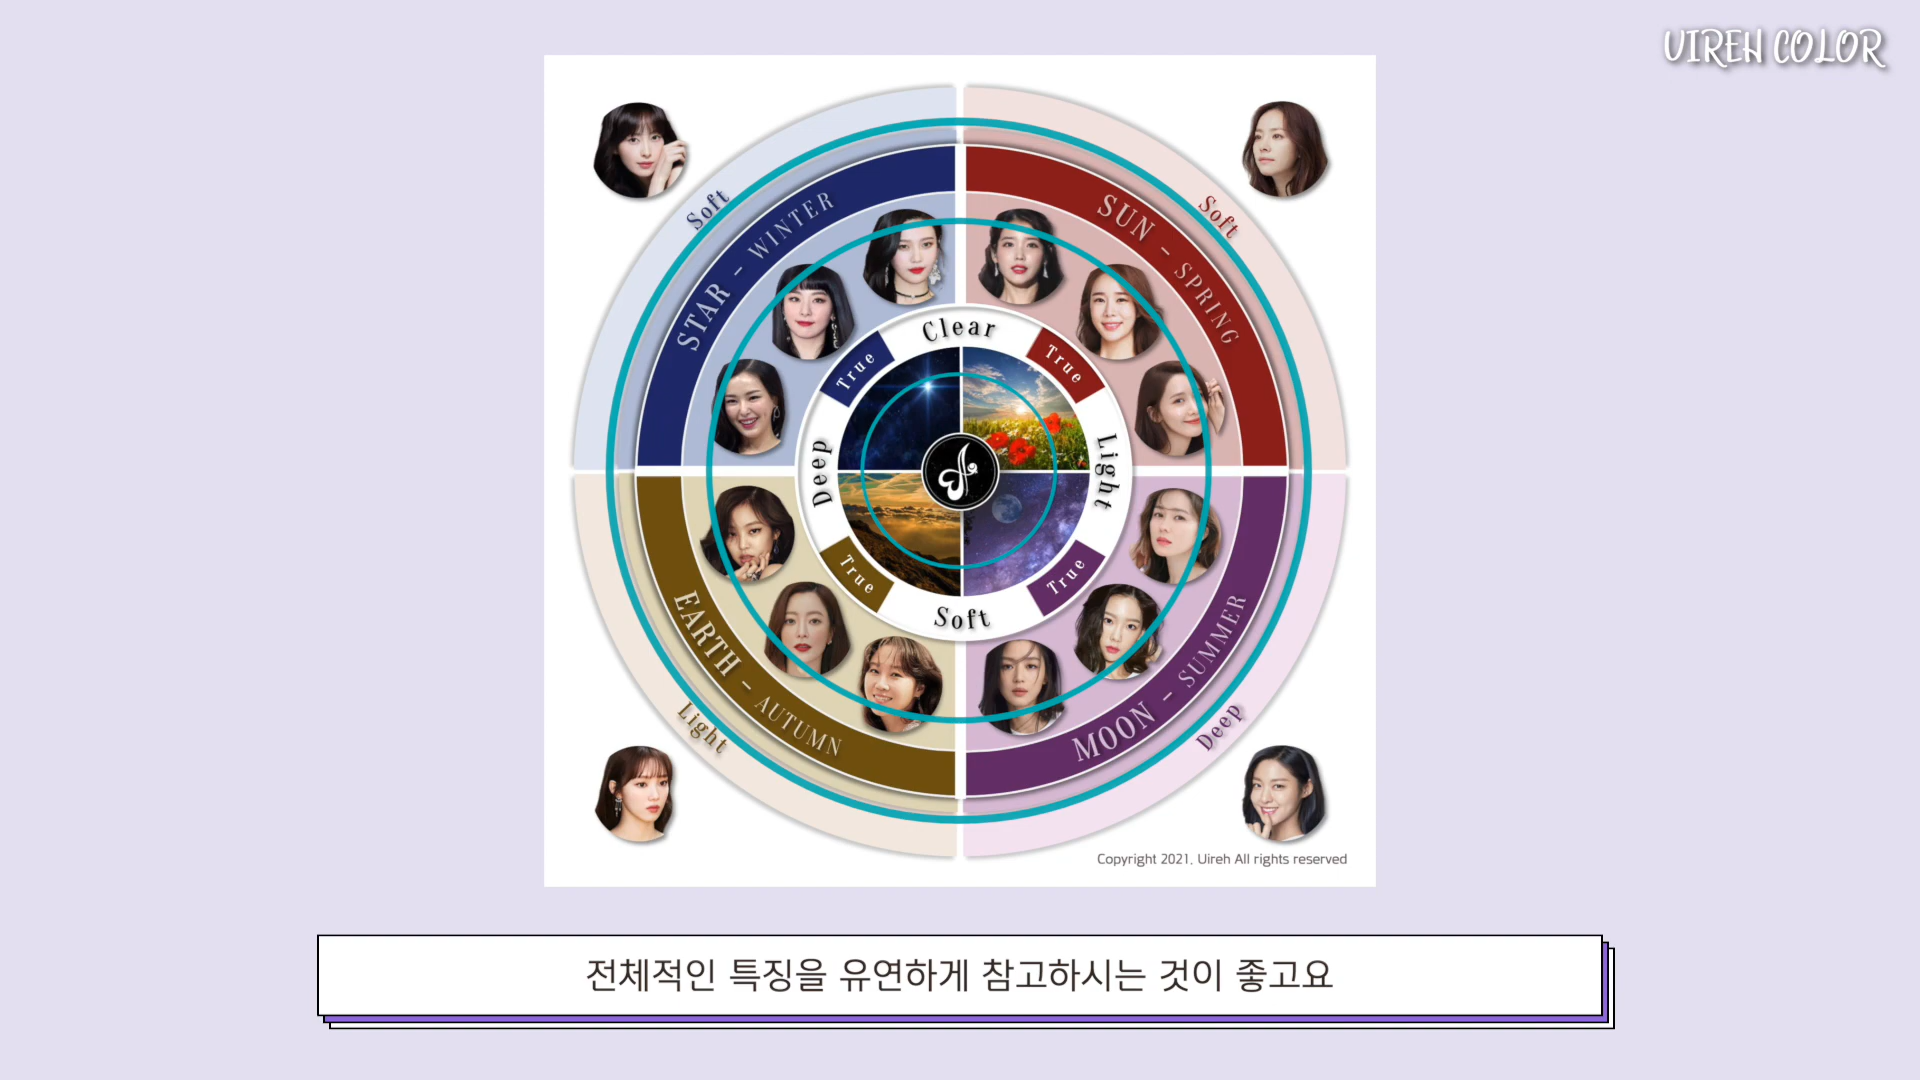 UIREH COLOR
Soft
STAR - WINTER
Soft
SUN - SPRING
Clear
True
True
Deep
Light
True
True
Soft
EARTH - AUTUMN
Light
MOON - SUMMER
Deep
Copyright 2021. Uireh All rights reserved
전체적인 특징을 유연하게 참고하시는 것이 좋고요